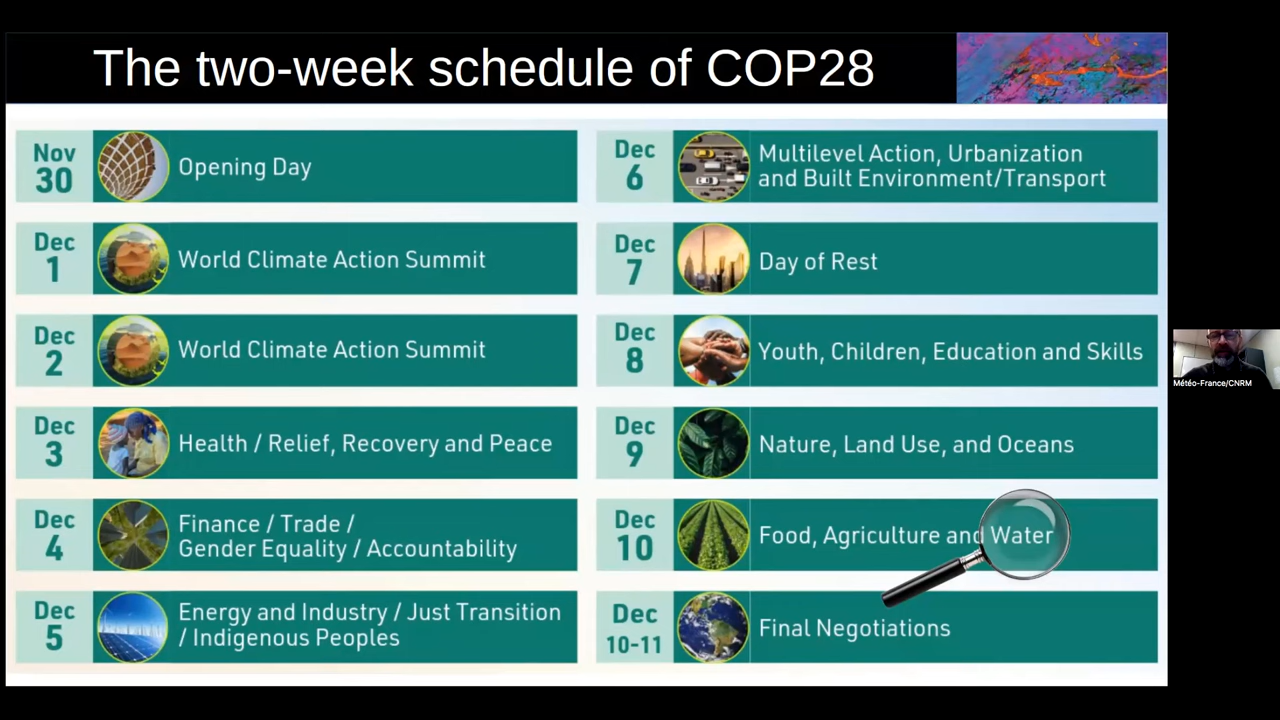 The two-week schedule of COP28
Nov
30
Opening Day
Dec
1
World Climate Action Summit
Dec
2
World Climate Action Summit
Dec
3
Health / Relief, Recovery and Peace
Dec
4
Finance / Trade /
Gender Equality / Accountability
Dec
5
Energy and Industry / Just Transition
/ Indigenous Peoples
Dec
6
Multilevel Action, Urbanization
and Built Environment/Transport
Dec
7
Day of Rest
Dec
8
Youth, Children, Education and Skills
Dec
9
Nature, Land Use, and Oceans
Dec
10
Food, Agriculture and Water
Dec
10-11
Final Negotiations
Météo-France/CNRM